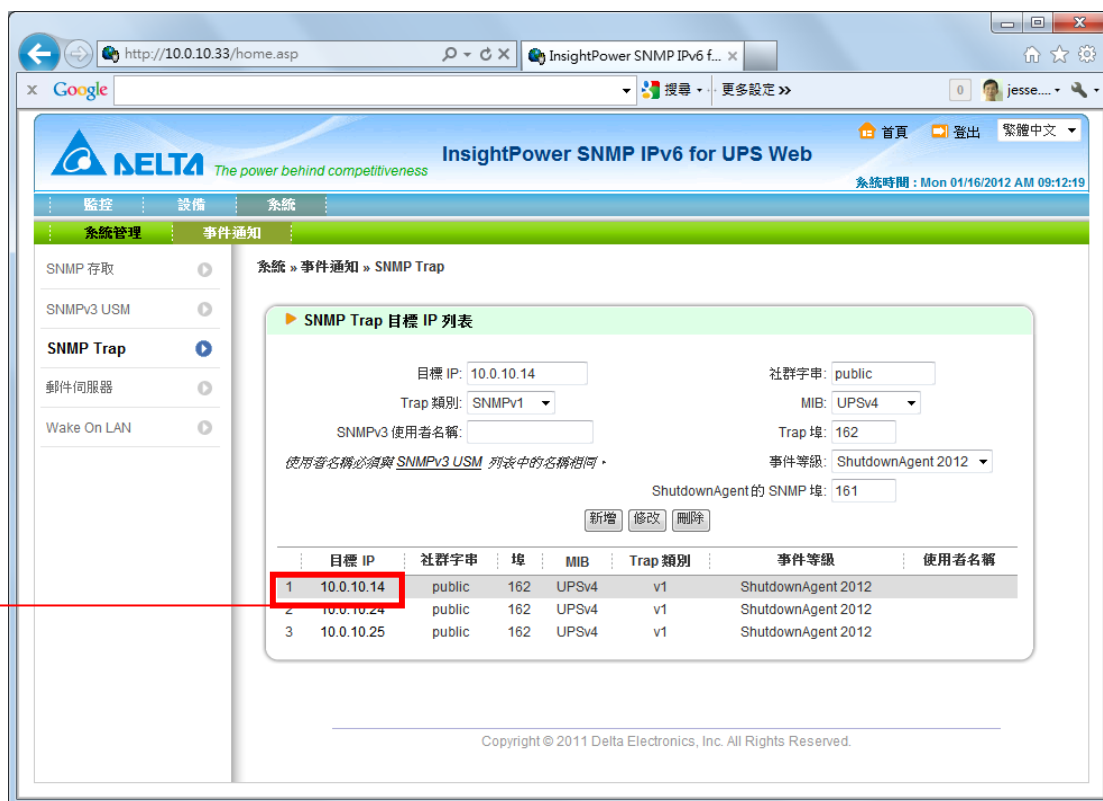 http://10.0.10.33/home.asp
InsightPower SNMP IPv6 f...
Google
搜尋
更多設定 »
0
jesse....
首頁
登出
繁體中文
DELTA The power behind competitiveness
InsightPower SNMP IPv6 for UPS Web
系統時間 : Mon 01/16/2012 AM 09:12:19
監控 設備 系統
系統管理 事件通知
SNMP 存取
SNMPv3 USM
SNMP Trap
郵件伺服器
Wake On LAN
系統 » 事件通知 » SNMP Trap
SNMP Trap 目標 IP 列表
目標 IP: 10.0.10.14
社群字串: public
Trap 類別: SNMPv1
MIB: UPSv4
SNMPv3 使用者名稱:
Trap 埠: 162
使用者名稱必須與 SNMPv3 USM 列表中的名稱相同。
事件等級: ShutdownAgent 2012
ShutdownAgent 的 SNMP 埠: 161
新增 修改 刪除
目標 IP 社群字串 埠 MIB Trap 類別 事件等級 使用者名稱
1 10.0.10.14 public 162 UPSv4 v1 ShutdownAgent 2012
2 10.0.10.24 public 162 UPSv4 v1 ShutdownAgent 2012
3 10.0.10.25 public 162 UPSv4 v1 ShutdownAgent 2012
Copyright © 2011 Delta Electronics, Inc. All Rights Reserved.